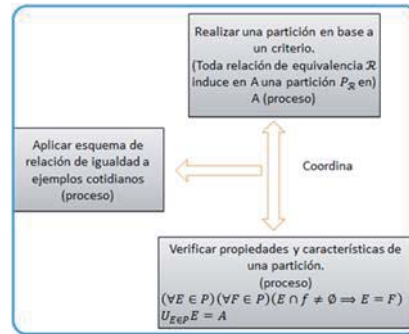 Realizar una partición en base a
un criterio.
(Toda relación de equivalencia ℛ
induce en A una partición P_ℛ en)
A (proceso)
Aplicar esquema de
relación de igualdad a
ejemplos cotidianos
(proceso)
Coordina
Verificar propiedades y características de
una partición.
(proceso)
(∀E ∈ P)(∀F ∈ P)(E ∩ f ≠ ∅ ⟹ E = F)
U_{E∈P}E = A